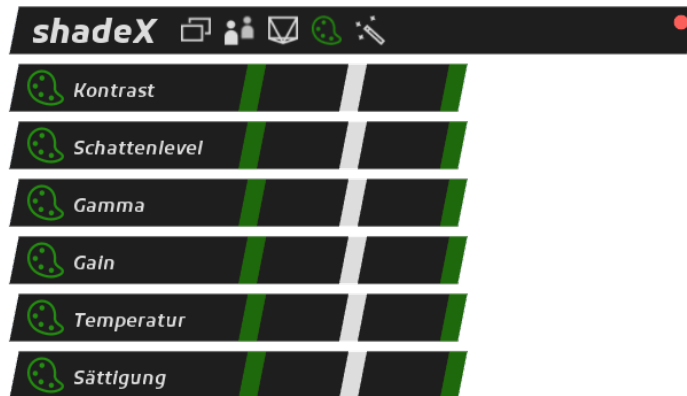 shadeX
Kontrast
Schattenlevel
Gamma
Gain
Temperatur
Sättigung